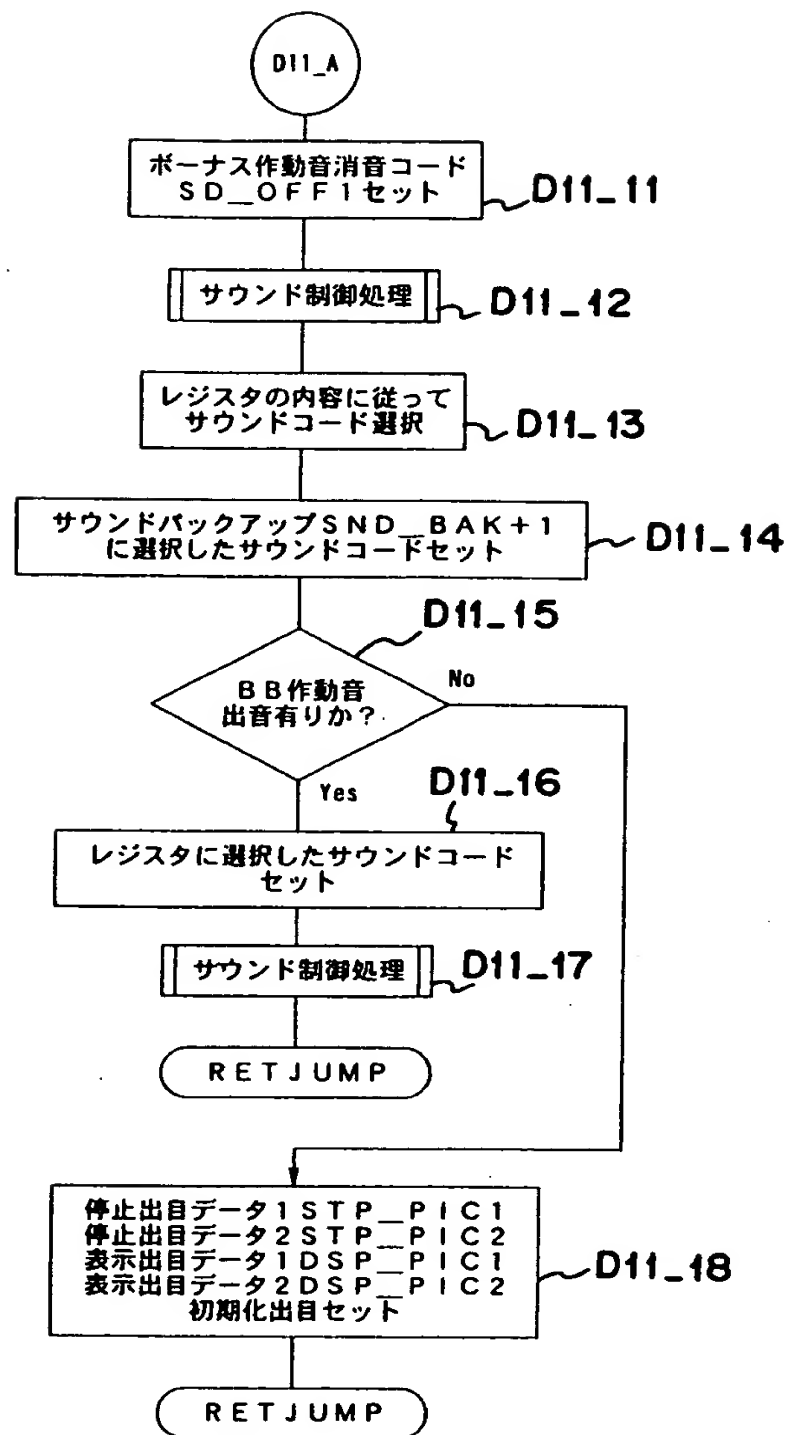 D11_A
ボーナス作動音消音コード
SD__OFF1セット
D11_11
サウンド制御処理
D11_12
レジスタの内容に従って
サウンドコード選択
D11_13
サウンドバックアップSND__BAK+1
に選択したサウンドコードセット
D11_14
D11_15
BB作動音
出音有りか?
No
Yes
D11_16
レジスタに選択したサウンドコード
セット
サウンド制御処理
D11_17
RETJUMP
停止出目データ1STP__PIC1
停止出目データ2STP__PIC2
表示出目データ1DSP__PIC1
表示出目データ2DSP__PIC2
初期化出目セット
D11_18
RETJUMP